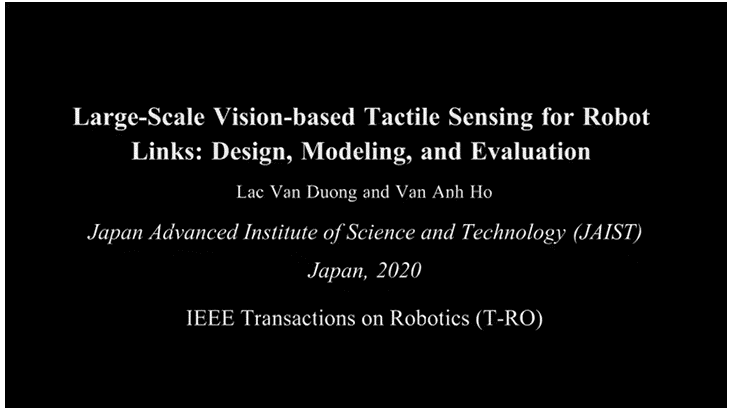 Large-Scale Vision-based Tactile Sensing for Robot
Links: Design, Modeling, and Evaluation
Lac Van Duong and Van Anh Ho
Japan Advanced Institute of Science and Technology (JAIST)
Japan, 2020
IEEE Transactions on Robotics (T-RO)